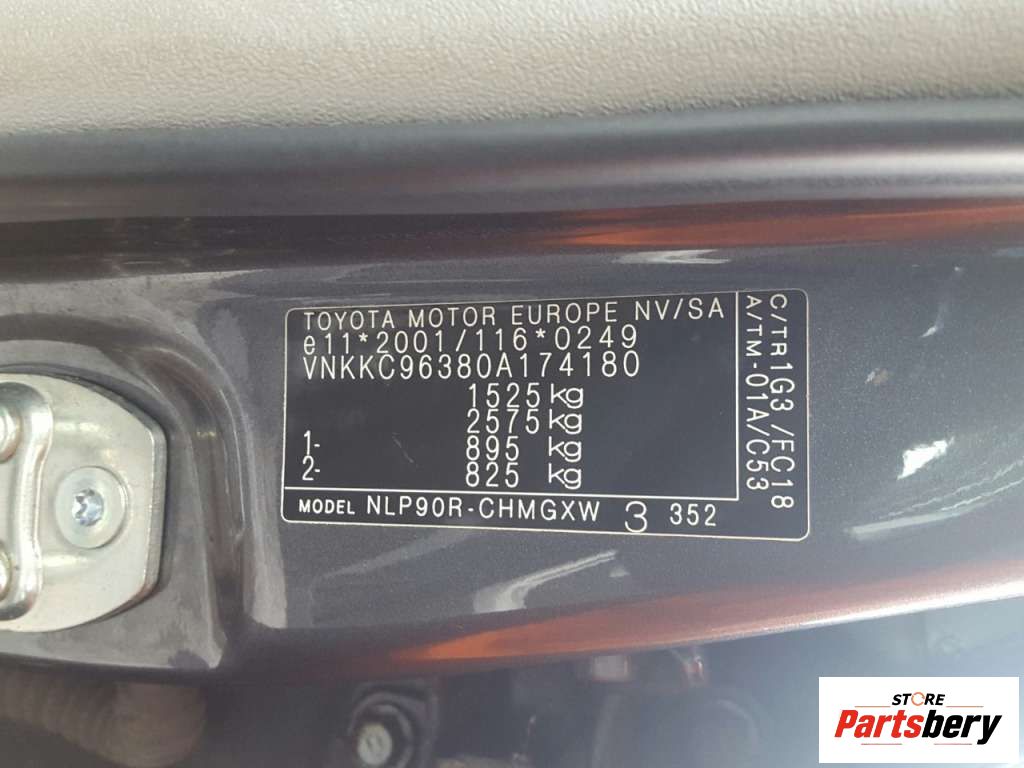 TOYOTA MOTOR EUROPE NV/SA
e11*2001/116*0249
VNKKC96380A174180
1525 kg
2575 kg
1- 895 kg
2- 825 kg
MODEL NLP90R-CHMGXW 3 352
C/TR1G3/FC18
A/TM-01A/C53
STORE
Partsbery